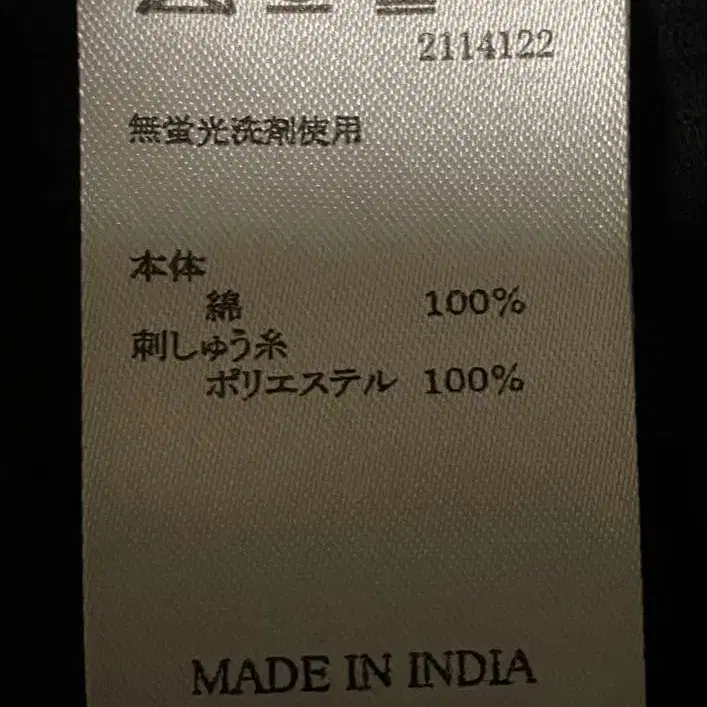 2114122
無蛍光洗剤使用
本体
綿 100%
刺しゅう糸
ポリエステル 100%
MADE IN INDIA